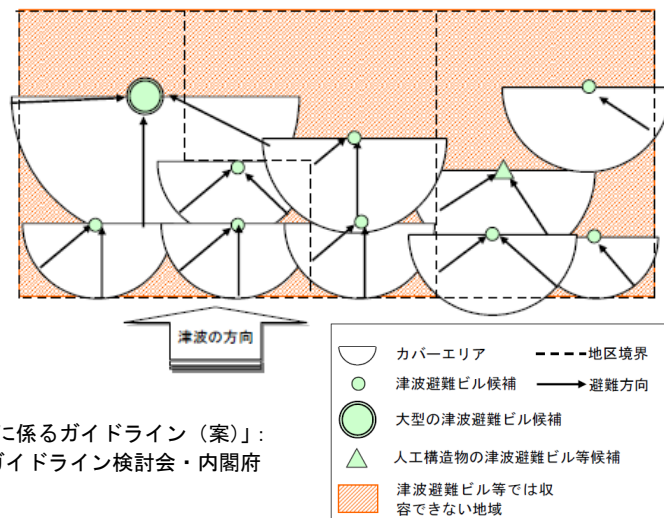 津波の方向
カバーエリア
地区境界
津波避難ビル候補
避難方向
大型の津波避難ビル候補
人工構造物の津波避難ビル等候補
津波避難ビル等では収
容できない地域
に係るガイドライン（案）」：
ガイドライン検討会・内閣府